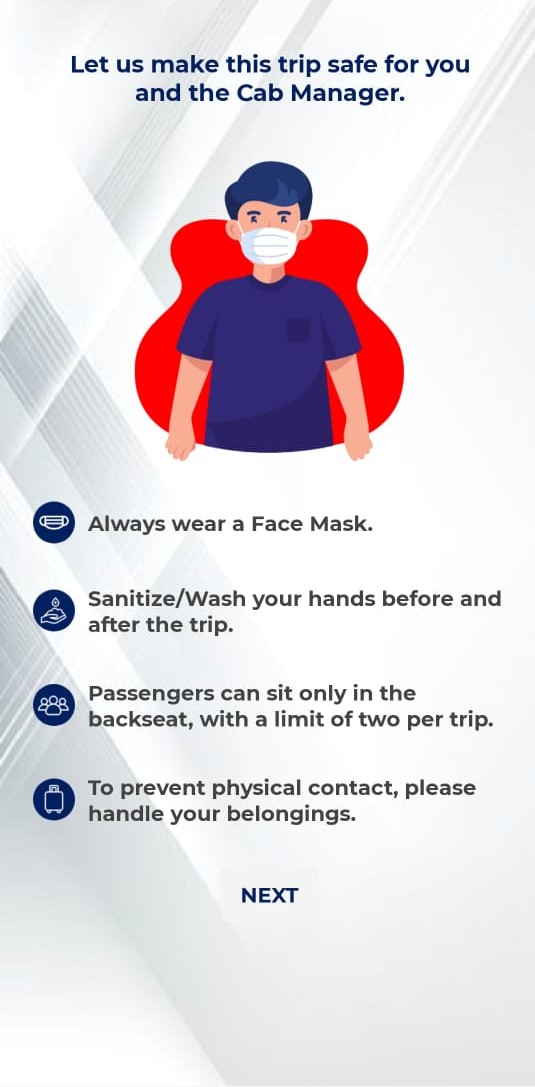 Let us make this trip safe for you
and the Cab Manager.
Always wear a Face Mask.
Sanitize/Wash your hands before and
after the trip.
Passengers can sit only in the
backseat, with a limit of two per trip.
To prevent physical contact, please
handle your belongings.
NEXT